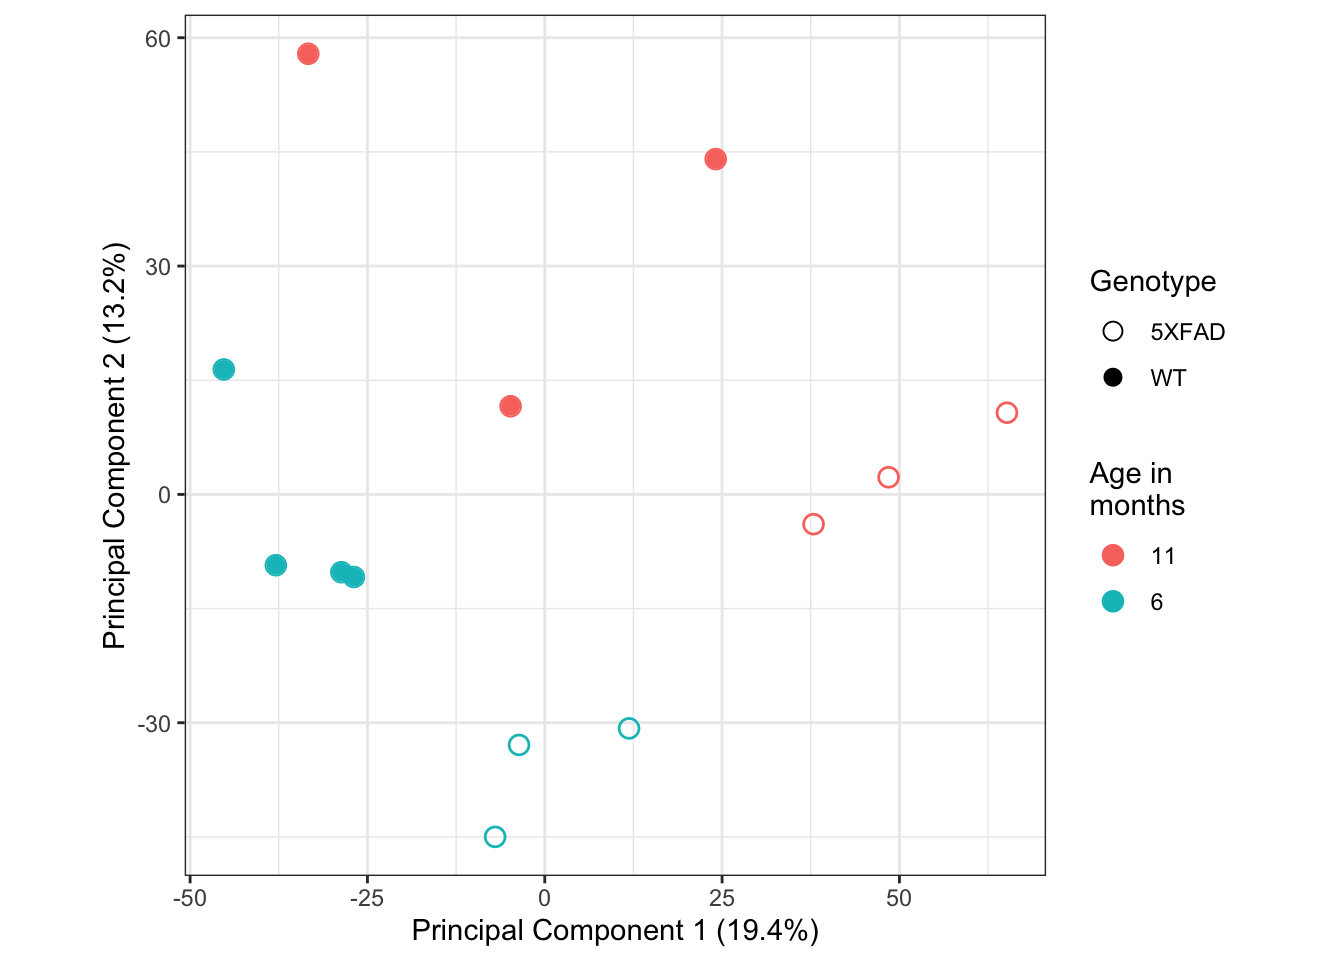 60
30
0
-30
-50
-25
0
25
50
Principal Component 1 (19.4%)
Principal Component 2 (13.2%)
Genotype
5XFAD
WT
Age in
months
11
6